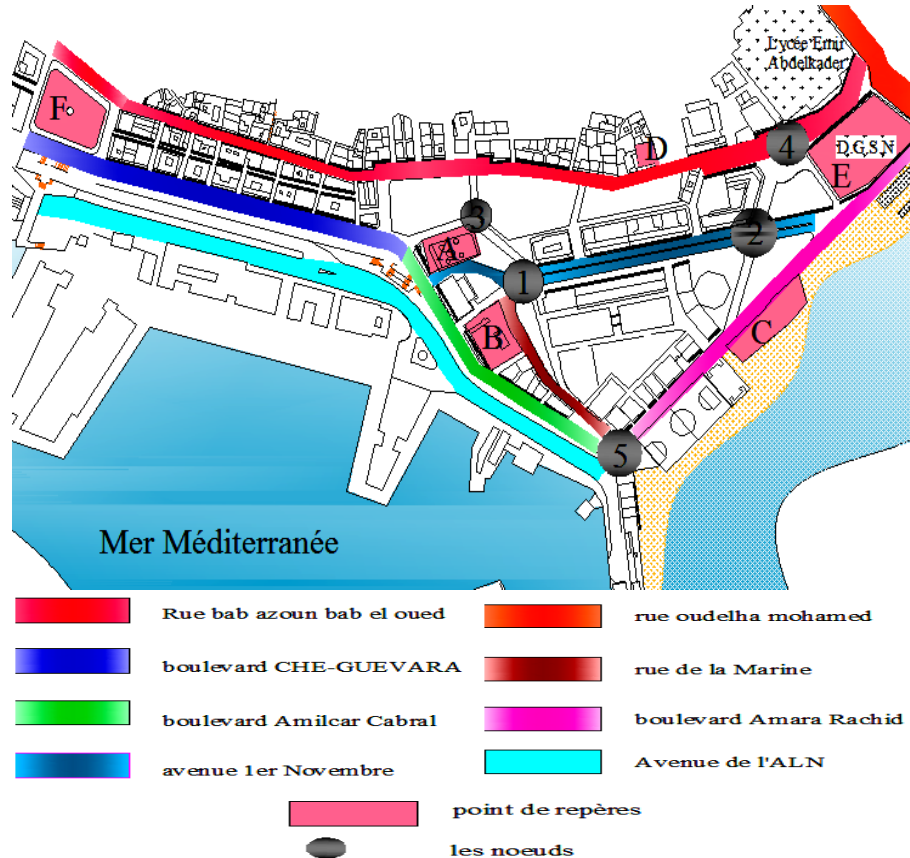 Lycée Emir
Abdelkader
F
D
4
D.G.S.N
E
3
A
2
1
B
C
5
Mer Méditerranée
Rue bab azoun bab el oued
rue oudelha mohamed
boulevard CHE-GUEVARA
rue de la Marine
boulevard Amilcar Cabral
boulevard Amara Rachid
avenue 1er Novembre
Avenue de l'ALN
point de repères
les noeuds